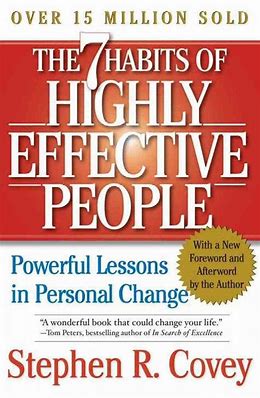 OVER 15 MILLION SOLD
THE 7 HABITS OF
HIGHLY
EFFECTIVE
PEOPLE
With a New
Foreword and
Afterword
by the Author
Powerful Lessons
in Personal Change
"A wonderful book that could change your life."
—Tom Peters, bestselling author of In Search of Excellence
Stephen R. Covey